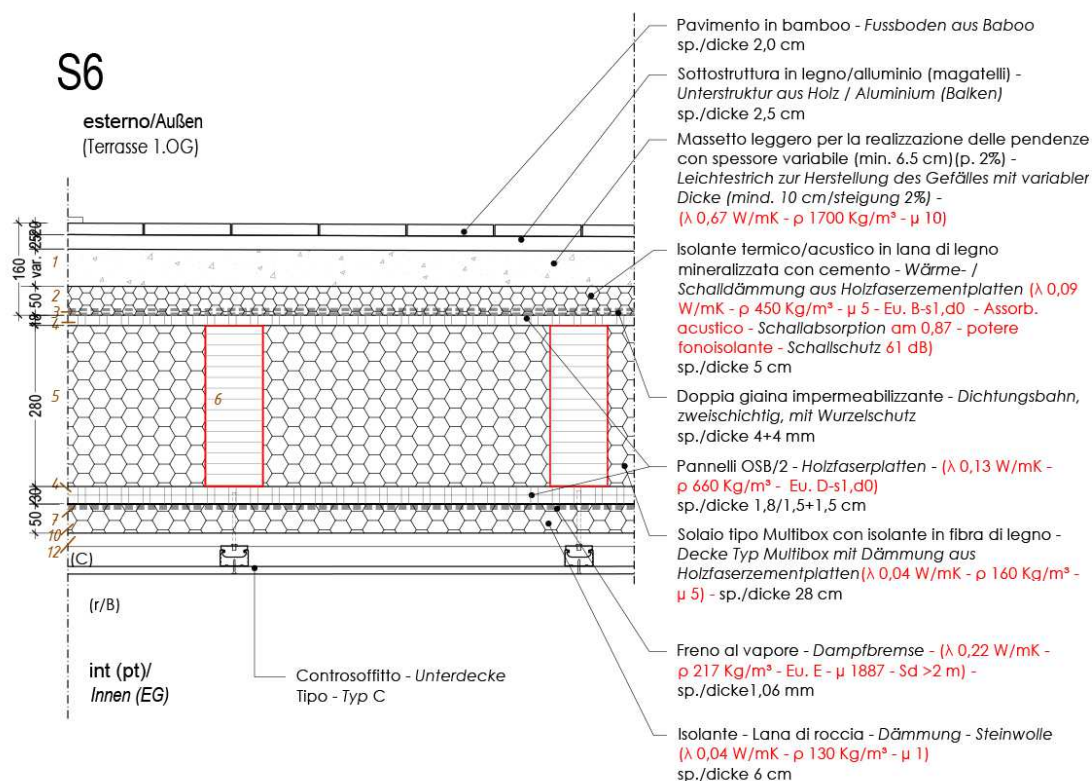 S6
esterno/Außen
(Terrasse 1.OG)
Pavimento in bamboo - Fussboden aus Baboo
sp./dicke 2,0 cm
Sottostruttura in legno/alluminio (magatelli) -
Unterstruktur aus Holz / Aluminium (Balken)
sp./dicke 2,5 cm
Massetto leggero per la realizzazione delle pendenze
con spessore variabile (min. 6.5 cm)(p. 2%) -
Leichtestrich zur Herstellung des Gefälles mit variabler
Dicke (mind. 10 cm/steigung 2%) -
(λ 0,67 W/mK - ρ 1700 Kg/m³ - μ 10)
Isolante termico/acustico in lana di legno
mineralizzata con cemento - Wärme- /
Schalldämmung aus Holzfaserzementplatten (λ 0,09
W/mK - ρ 450 Kg/m³ - μ 5 - Eu. B-s1,d0 - Assorb.
acustico - Schallabsorption am 0,87 - potere
fonoisolante - Schallschutz 61 dB)
sp./dicke 5 cm
Doppia giaina impermeabilizzante - Dichtungsbahn,
zweischichtig, mit Wurzelschutz
sp./dicke 4+4 mm
Pannelli OSB/2 - Holzfaserplatten - (λ 0,13 W/mK -
ρ 660 Kg/m³ - Eu. D-s1,d0)
sp./dicke 1,8/1,5+1,5 cm
Solaio tipo Multibox con isolante in fibra di legno -
Decke Typ Multibox mit Dämmung aus
Holzfaserzementplatten(λ 0,04 W/mK - ρ 160 Kg/m³ -
μ 5) - sp./dicke 28 cm
Freno al vapore - Dampfbremse - (λ 0,22 W/mK -
ρ 217 Kg/m³ - Eu. E - μ 1887 - Sd >2 m) -
sp./dicke1,06 mm
Isolante - Lana di roccia - Dämmung - Steinwolle
(λ 0,04 W/mK - ρ 130 Kg/m³ - μ 1)
sp./dicke 6 cm
160
var.
50
280
30
50
1
2
3
5
6
4
7
10
12
(C)
(r/B)
int (pt)/
Innen (EG)
Controsoffitto - Unterdecke
Tipo - Typ C